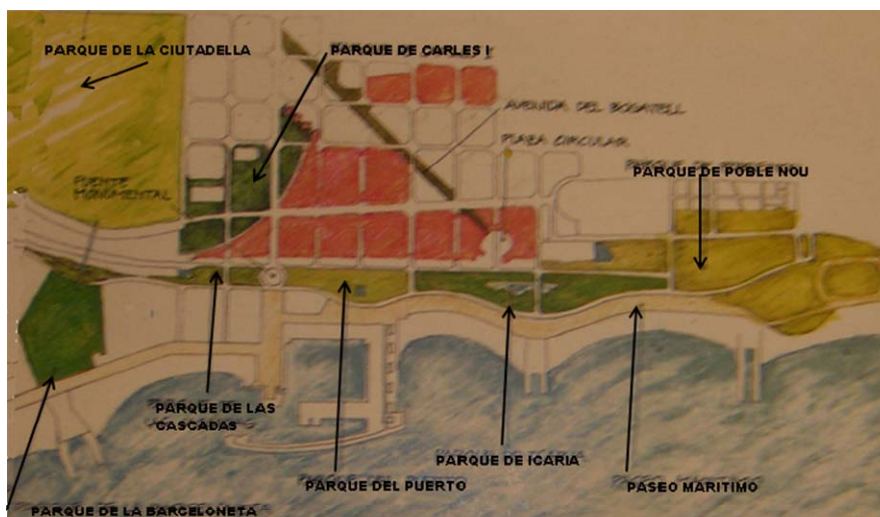 PARQUE DE LA CIUTADELLA
PARQUE DE CARLES I
AVENIDA DEL BOGATELL
PLAZA CIRCULAR
PARQUE DE POBLE NOU
FUENTE
MONUMENTAL
PARQUE DE LAS
CASCADAS
PARQUE DE ICARIA
PARQUE DEL PUERTO
PASEO MARITIMO
PARQUE DE LA BARCELONETA